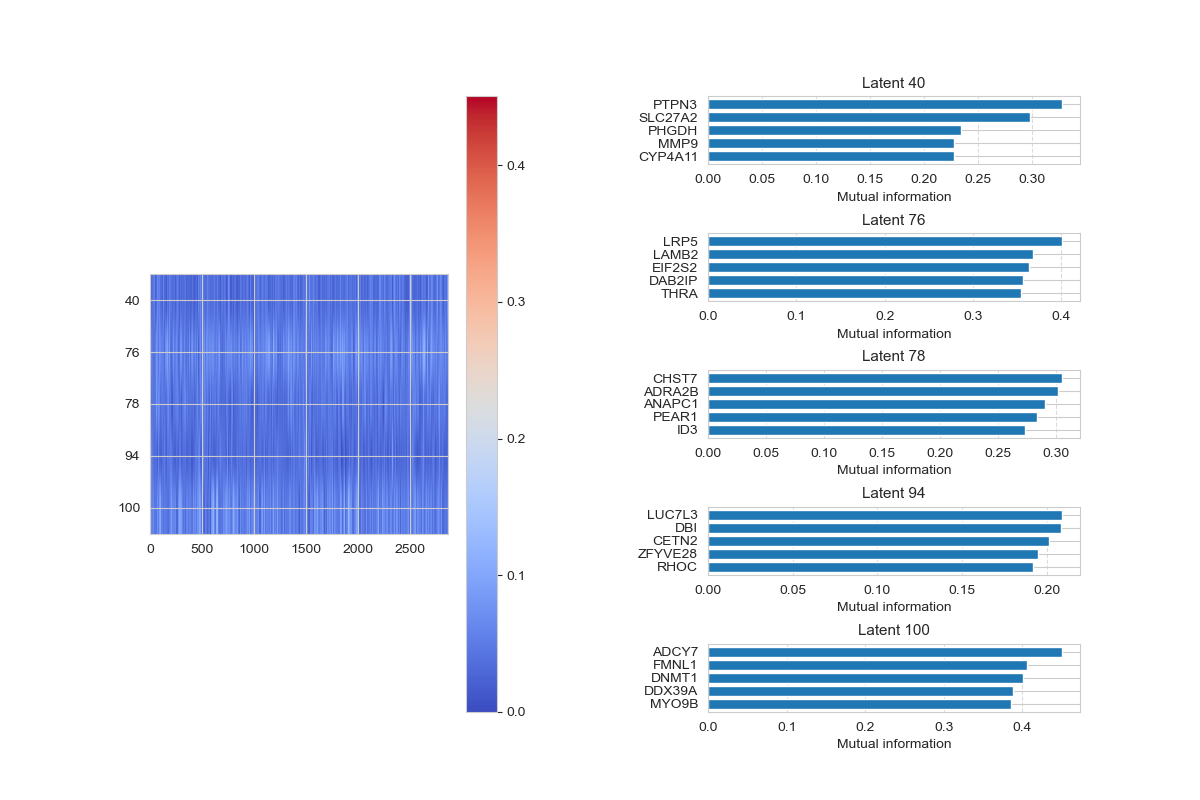 40
76
78
94
100
0 500 1000 1500 2000 2500
0.4
0.3
0.2
0.1
0.0
Latent 40
PTPN3
SLC27A2
PHGDH
MMP9
CYP4A11
0.00 0.05 0.10 0.15 0.20 0.25 0.30
Mutual information
Latent 76
LRP5
LAMB2
EIF2S2
DAB2IP
THRA
0.0 0.1 0.2 0.3 0.4
Mutual information
Latent 78
CHST7
ADRA2B
ANAPC1
PEAR1
ID3
0.00 0.05 0.10 0.15 0.20 0.25 0.30
Mutual information
Latent 94
LUC7L3
DBI
CETN2
ZFYVE28
RHOC
0.00 0.05 0.10 0.15 0.20
Mutual information
Latent 100
ADCY7
FMNL1
DNMT1
DDX39A
MYO9B
0.0 0.1 0.2 0.3 0.4
Mutual information